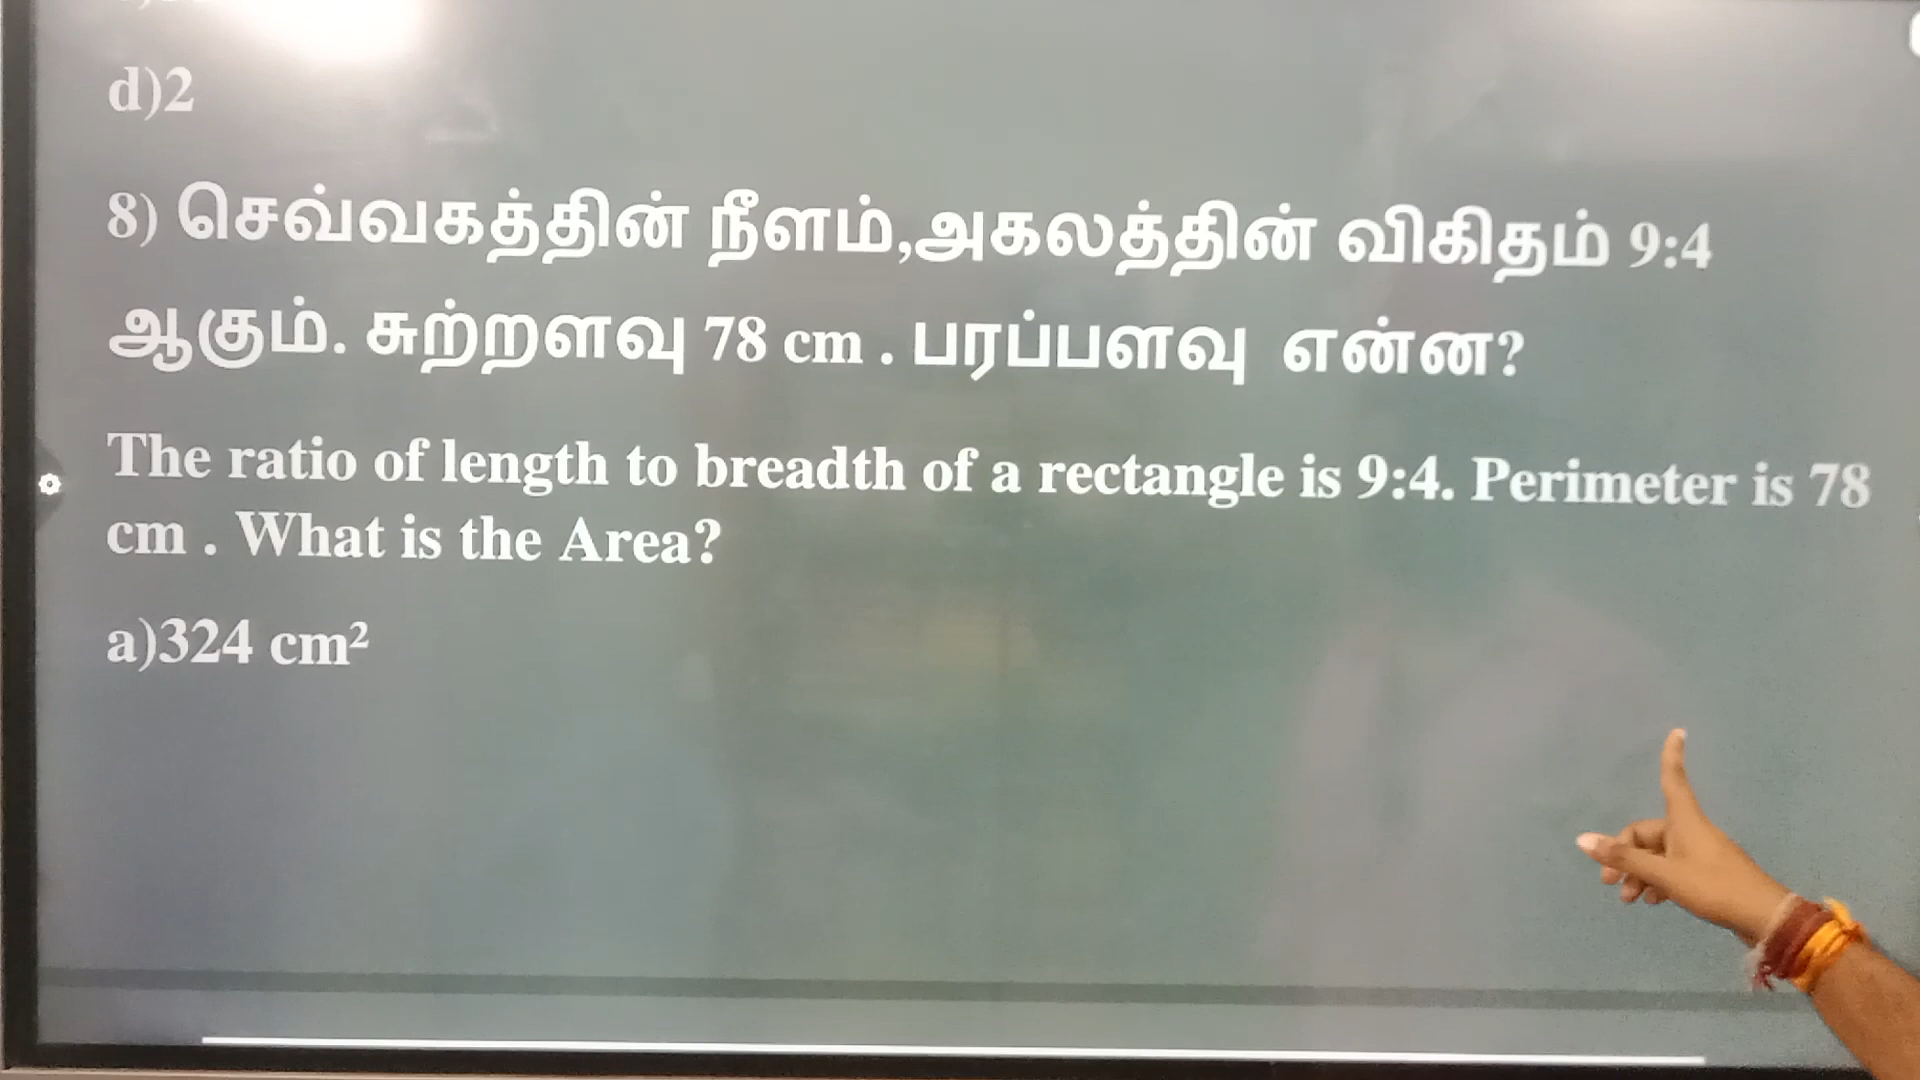 d)2
8) செவ்வகத்தின் நீளம்,அகலத்தின் விகிதம் 9:4
ஆகும். சுற்றளவு 78 cm . பரப்பளவு என்ன?
The ratio of length to breadth of a rectangle is 9:4. Perimeter is 78
cm . What is the Area?
a)324 cm²